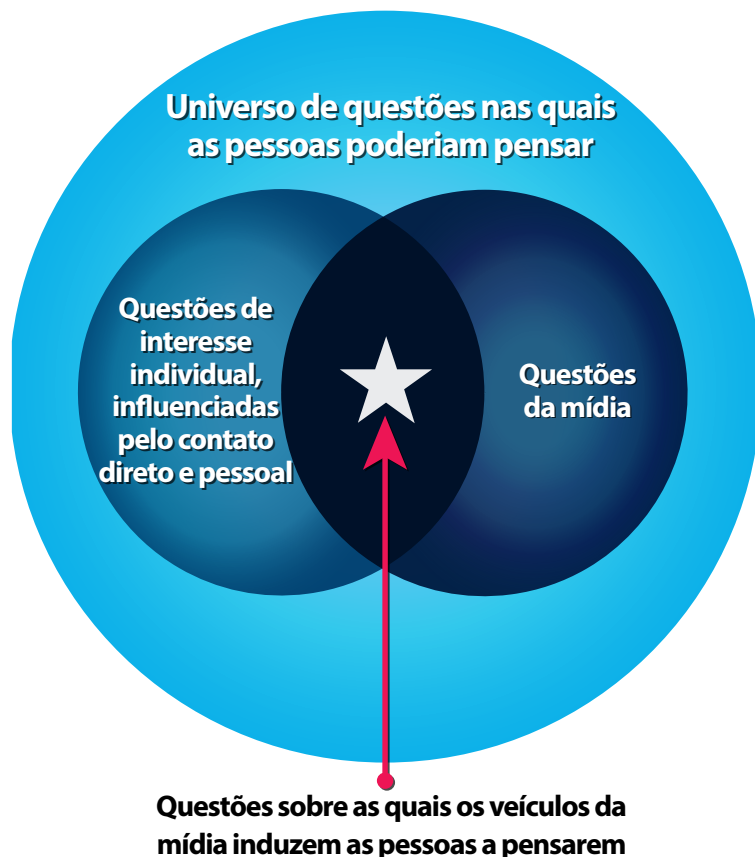 Universo de questões nas quais
as pessoas poderiam pensar
Questões de
interesse
individual,
influenciadas
pelo contato
direto e pessoal
Questões
da mídia
Questões sobre as quais os veículos da
mídia induzem as pessoas a pensarem